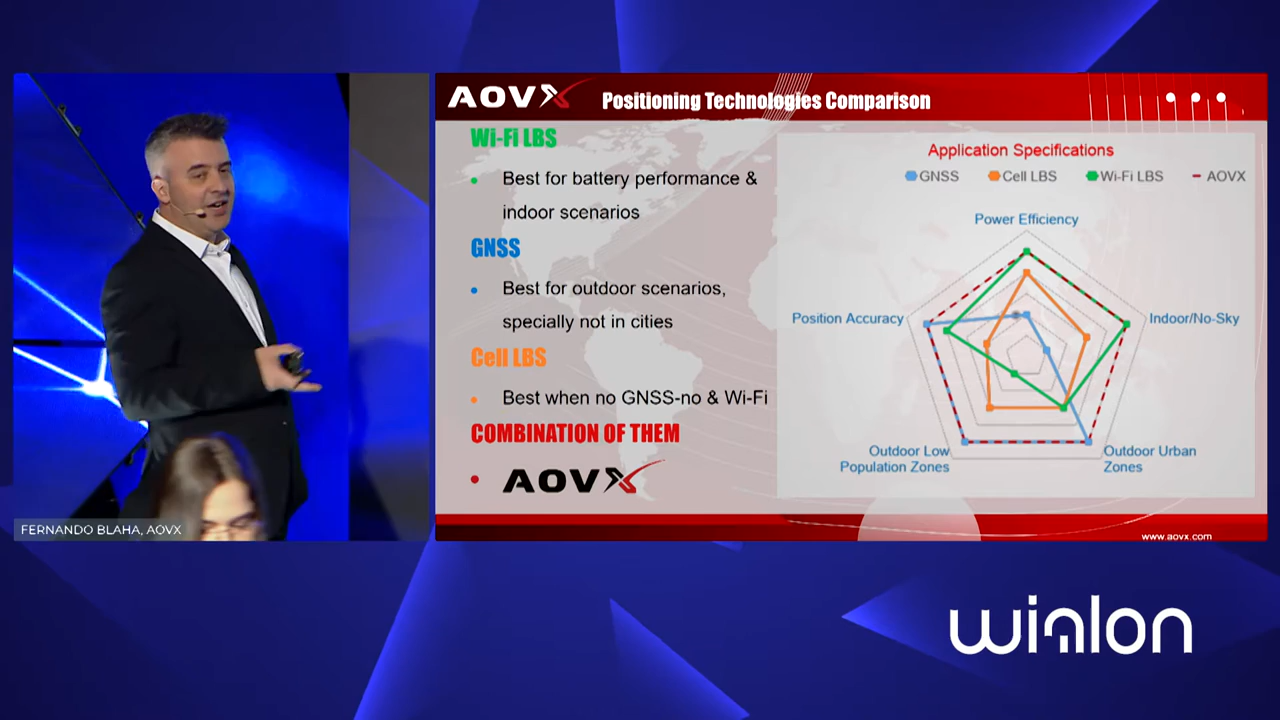 AOVX
Positioning Technologies Comparison
Wi-Fi LBS
Best for battery performance &
indoor scenarios
GNSS
Best for outdoor scenarios,
specially not in cities
Cell LBS
Best when no GNSS-no & Wi-Fi
COMBINATION OF THEM
AOVX
Application Specifications
GNSS
Cell LBS
Wi-Fi LBS
AOVX
Power Efficiency
Position Accuracy
Indoor/No-Sky
Outdoor Low
Population Zones
Outdoor Urban
Zones
www.aovx.com
FERNANDO BLAHA, AOVX
wialon